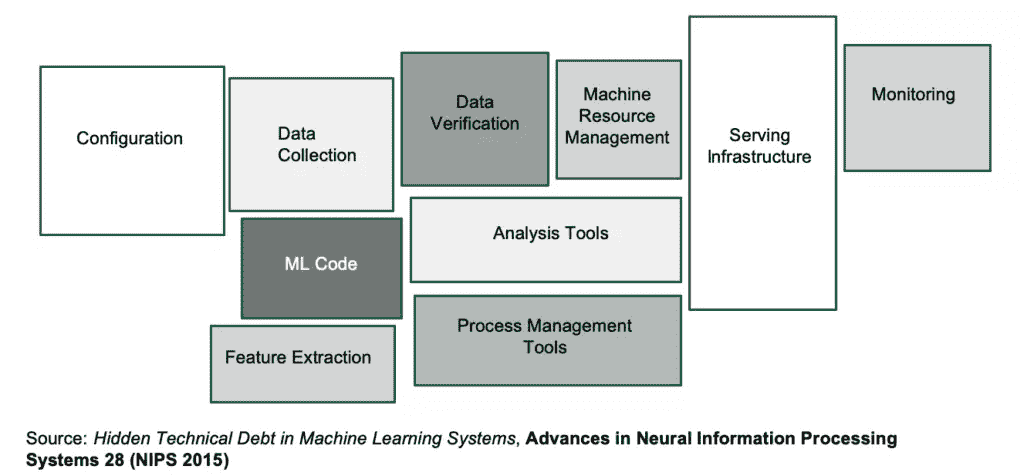 Configuration
Data
Collection
Data
Verification
Machine
Resource
Management
Serving
Infrastructure
Monitoring
ML Code
Analysis Tools
Feature Extraction
Process Management
Tools
Source: Hidden Technical Debt in Machine Learning Systems, Advances in Neural Information Processing
Systems 28 (NIPS 2015)